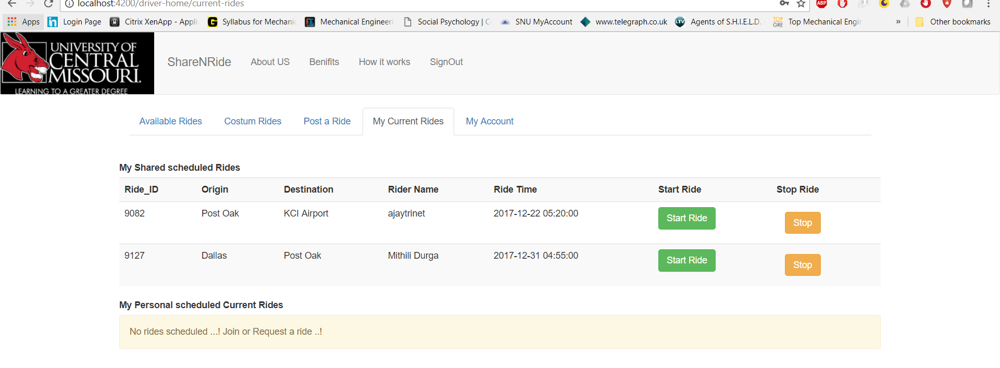 localhost:4200/driver-home/current-rides
Apps Login Page Citrix XenApp - Appli Syllabus for Mechanic Mechanical Engineeri Social Psychology | C SNU MyAccount www.telegraph.co.uk LTV Agents of S.H.I.E.L.D. TOP GRE Top Mechanical Engir » Other bookmarks
ABP
UNIVERSITY OF
CENTRAL
MISSOURI.
LEARNING TO A GREATER DEGREE
ShareNRide About US Benifits How it works SignOut
Available Rides Costum Rides Post a Ride My Current Rides My Account
My Shared scheduled Rides
Ride_ID Origin Destination Rider Name Ride Time Start Ride Stop Ride
9082 Post Oak KCI Airport ajaytrinet 2017-12-22 05:20:00 Start Ride Stop
9127 Dallas Post Oak Mithili Durga 2017-12-31 04:55:00 Start Ride Stop
My Personal scheduled Current Rides
No rides scheduled ...! Join or Request a ride ..!